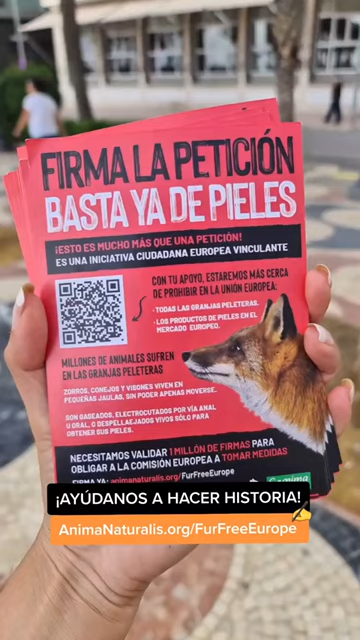 FIRMA LA PETICIÓN
BASTA YA DE PIELES
¡ESTO ES MUCHO MÁS QUE UNA PETICIÓN!
ES UNA INICIATIVA CIUDADANA EUROPEA VINCULANTE
CON TU APOYO, ESTAREMOS MÁS CERCA
DE PROHIBIR EN LA UNIÓN EUROPEA:
· TODAS LAS GRANJAS PELETERAS.
· LOS PRODUCTOS DE PIELES EN EL
MERCADO EUROPEO.
MILLONES DE ANIMALES SUFREN
EN LAS GRANJAS PELETERAS
ZORROS, CONEJOS Y VISONES VIVEN EN
PEQUEÑAS JAULAS, SIN PODER APENAS MOVERSE.
SON GASEADOS, ELECTROCUTADOS POR VÍA ANAL
U ORAL, O DESPELLEJADOS VIVOS SÓLO PARA
OBTENER SUS PIELES.
NECESITAMOS VALIDAR 1 MILLÓN DE FIRMAS PARA
OBLIGAR A LA COMISIÓN EUROPEA A TOMAR MEDIDAS
FIRMA YA: animanaturalis.org/FurFreeEurope
¡AYÚDANOS A HACER HISTORIA!
AnimaNaturalis.org/FurFreeEurope